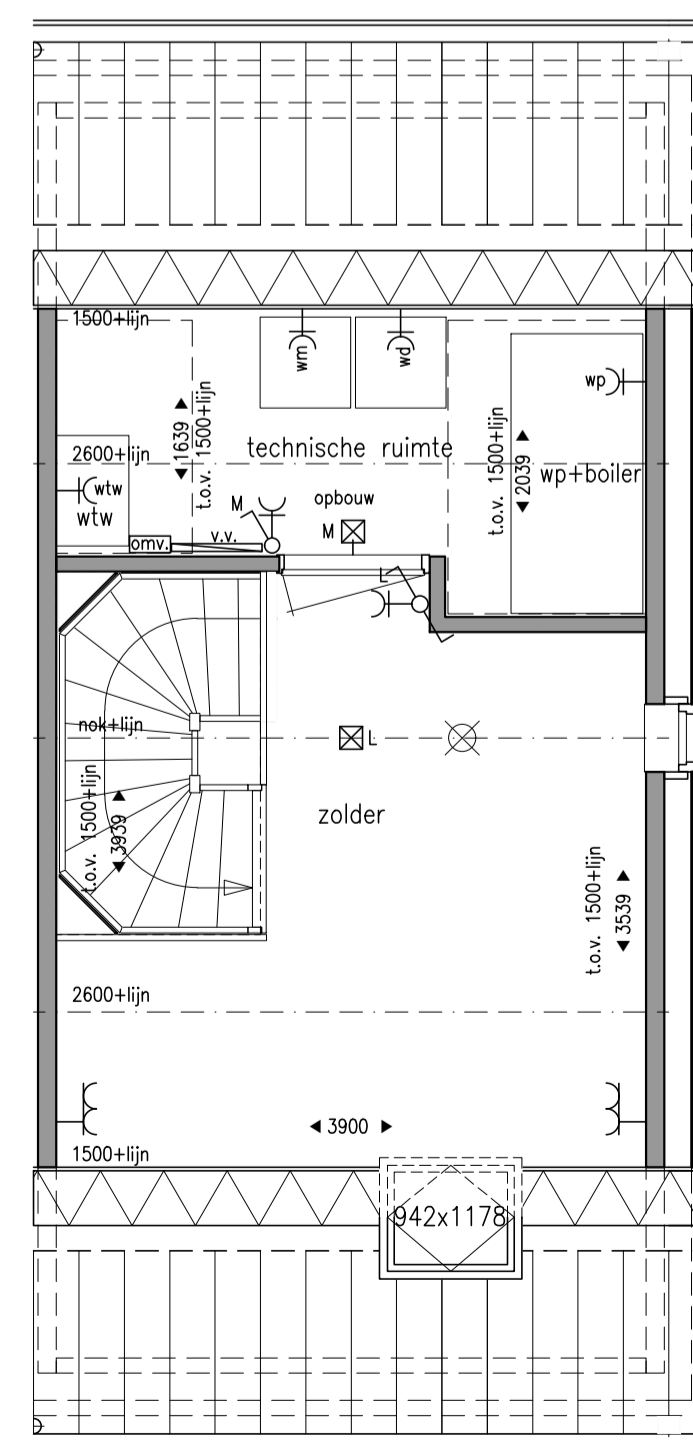 1500+lijn
wm
wd
wp
1639
t.o.v. 1500+lijn
technische ruimte
2600+lijn
t.o.v. 1500+lijn
2039
wp+boiler
wtw
wtw
M
opbouw
M
omv.
v.v.
L
nok+lijn
L
t.o.v. 1500+lijn
3939
zolder
t.o.v. 1500+lijn
3539
2600+lijn
3900
1500+lijn
942x1178